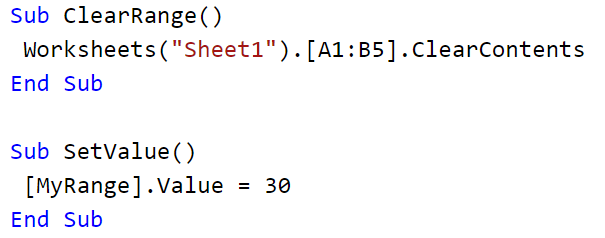 Sub ClearRange()
 Worksheets("Sheet1").[A1:B5].ClearContents
End Sub

Sub SetValue()
 [MyRange].Value = 30
End Sub